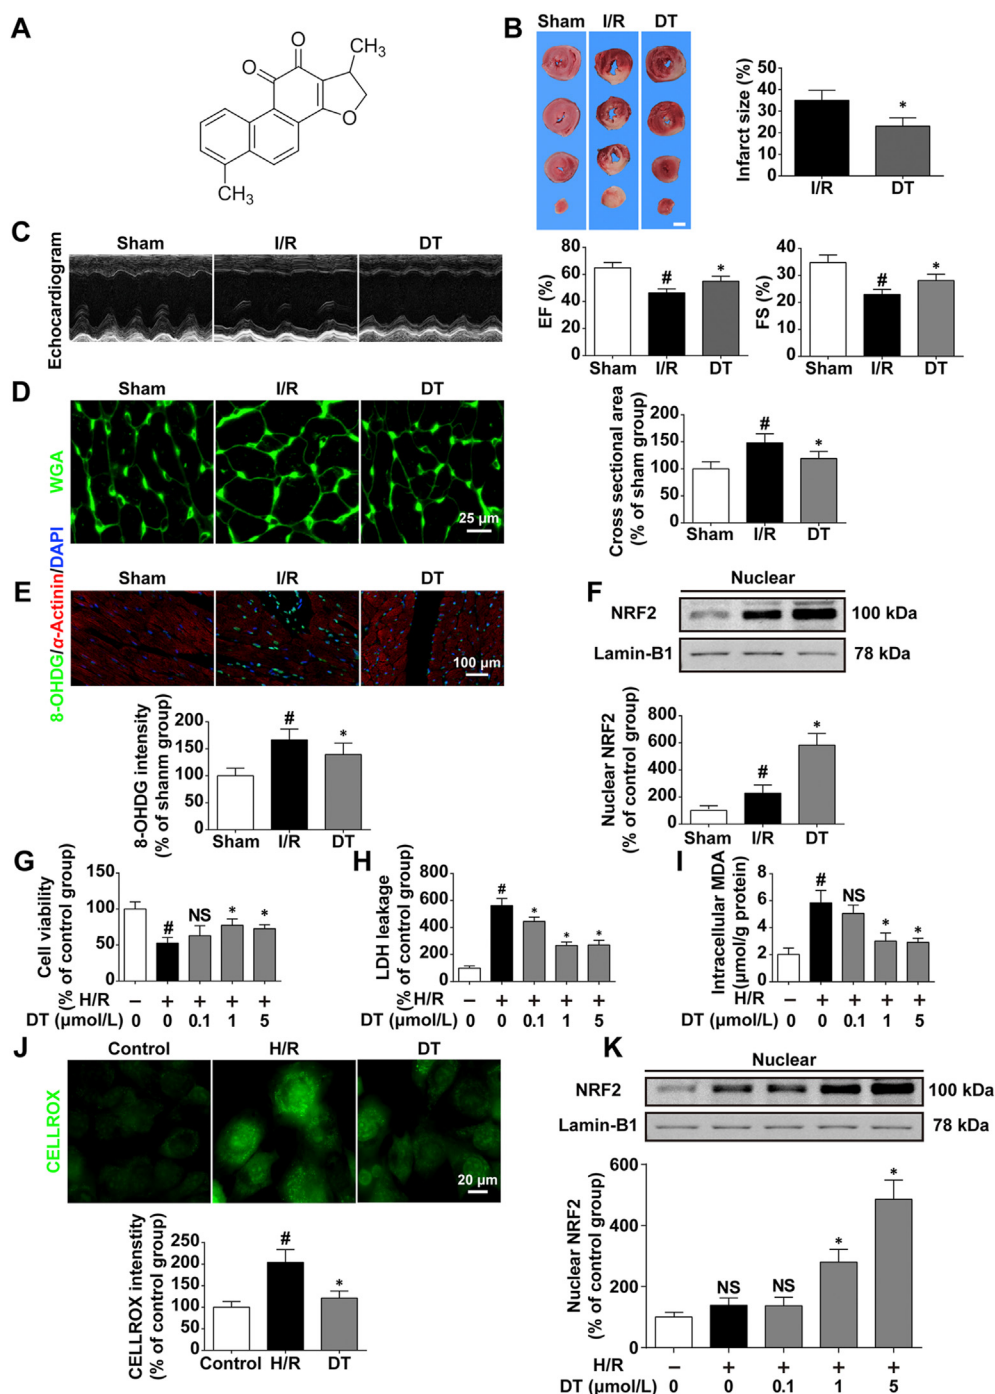 A
O
O
CH3
O
CH3
B
Sham I/R DT
Infarct size (%)
50
40
30
20
10
0
*
I/R DT
C
Sham I/R DT
Echocardiogram
EF (%)
80
60
40
20
0
#
*
Sham I/R DT
FS (%)
40
30
20
10
0
#
*
Sham I/R DT
D
Sham I/R DT
WGA
25 μm
Cross sectional area
(% of sham group)
200
150
100
50
0
#
*
Sham I/R DT
E
Sham I/R DT
8-OHDG/α-Actinin/DAPI
100 μm
8-OHDG intensity
(% of shanm group)
200
150
100
50
0
#
*
Sham I/R DT
F
Nuclear
NRF2 100 kDa
Lamin-B1 78 kDa
Nuclear NRF2
(% of control group)
800
600
400
200
0
#
*
Sham I/R DT
G
Cell viability
(% of control group)
150
100
50
0
# NS * *
H/R – + + + +
DT (μmol/L) 0 0 0.1 1 5
H
LDH leakage
(% of control group)
800
600
400
200
0
# * * *
H/R – + + + +
DT (μmol/L) 0 0 0.1 1 5
I
Intracellular MDA
(μmol/g protein)
8
6
4
2
0
# NS * *
H/R – + + + +
DT (μmol/L) 0 0 0.1 1 5
J
Control H/R DT
CELLROX
20 μm
CELLROX intenstity
(% of control group)
250
200
150
100
50
0
#
*
Control H/R DT
K
Nuclear
NRF2 100 kDa
Lamin-B1 78 kDa
Nuclear NRF2
(% of control group)
600
400
200
0
NS NS * *
H/R – + + + +
DT (μmol/L) 0 0 0.1 1 5